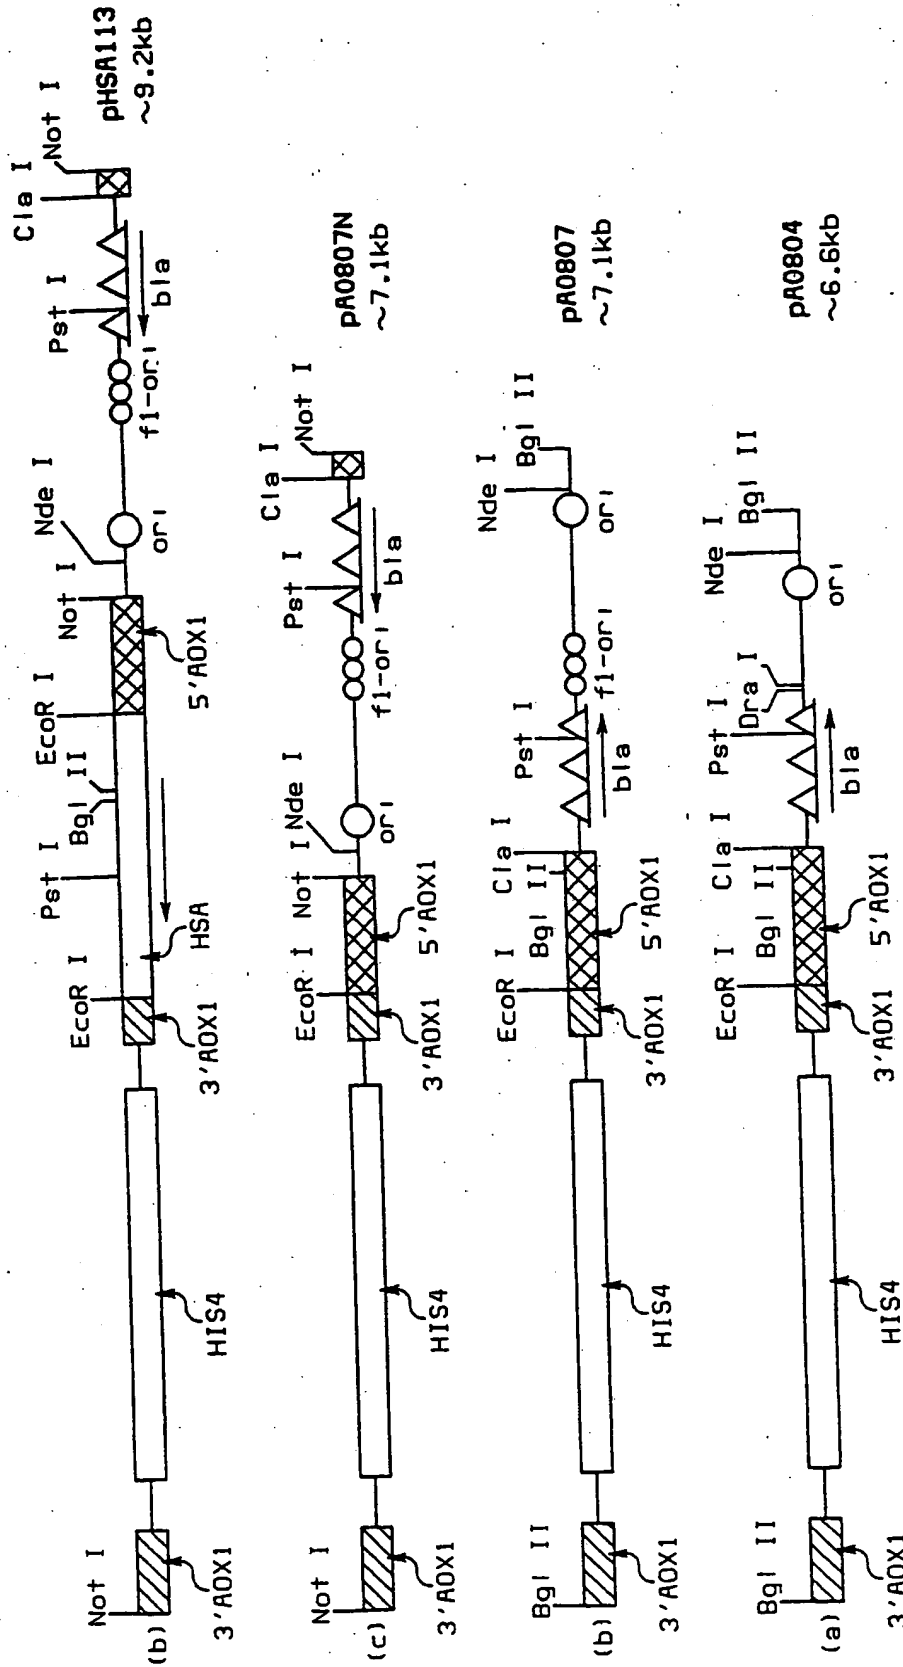 (b)
Not I
3'AOX1
HIS4
EcoR I
3'AOX1
HSA
Pst I
Bgl II
EcoR I
5'AOX1
Not I
Nde I
ori
f1-ori
Pst I
bla
Cla I
Not I
pHSA113
~9.2kb
(c)
Not I
3'AOX1
HIS4
EcoR I
3'AOX1
5'AOX1
Not I
Nde I
ori
f1-ori
Pst I
bla
Cla I
Not I
pA0807N
~7.1kb
(b)
Bgl II
3'AOX1
HIS4
EcoR I
3'AOX1
Bgl II
5'AOX1
Cla I
Pst I
bla
f1-ori
Nde I
ori
Bgl II
pA0807
~7.1kb
(a)
Bgl II
3'AOX1
HIS4
EcoR I
3'AOX1
Bgl II
5'AOX1
Cla I
Pst I
bla
Dra I
Nde I
ori
Bgl II
pA0804
~6.6kb